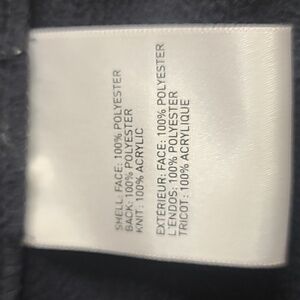 SHELL: FACE: 100% POLYESTER
BACK: 100% POLYESTER
KNIT: 100% ACRYLIC
EXTÉRIEUR: FACE: 100% POLYESTER
L'ENDOS: 100% POLYESTER
TRICOT: 100% ACRYLIQUE